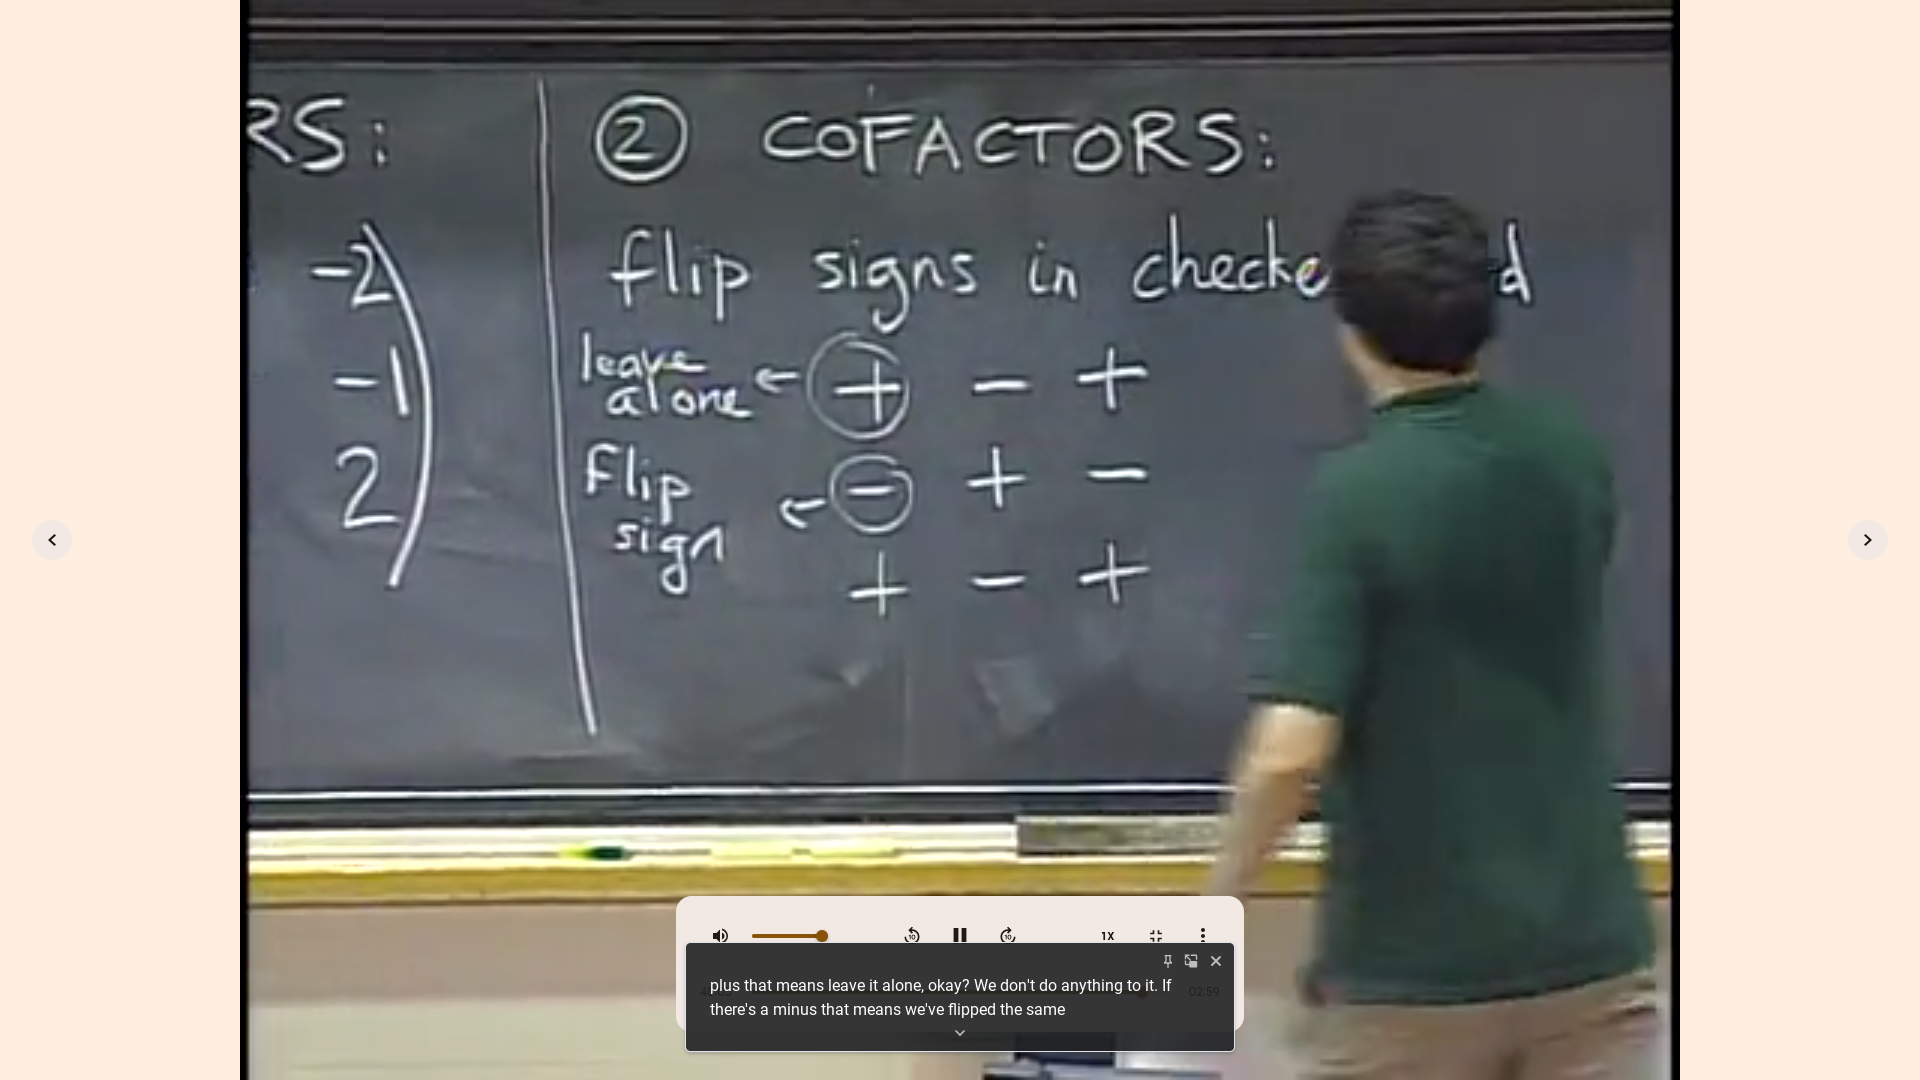 RS:
② COFACTORS:
flip signs in checke d
-2
-1
2
leave alone ← + - +
flip sign ← - + -
+ - +
1X
02:59
plus that means leave it alone, okay? We don't do anything to it. If
there's a minus that means we've flipped the same